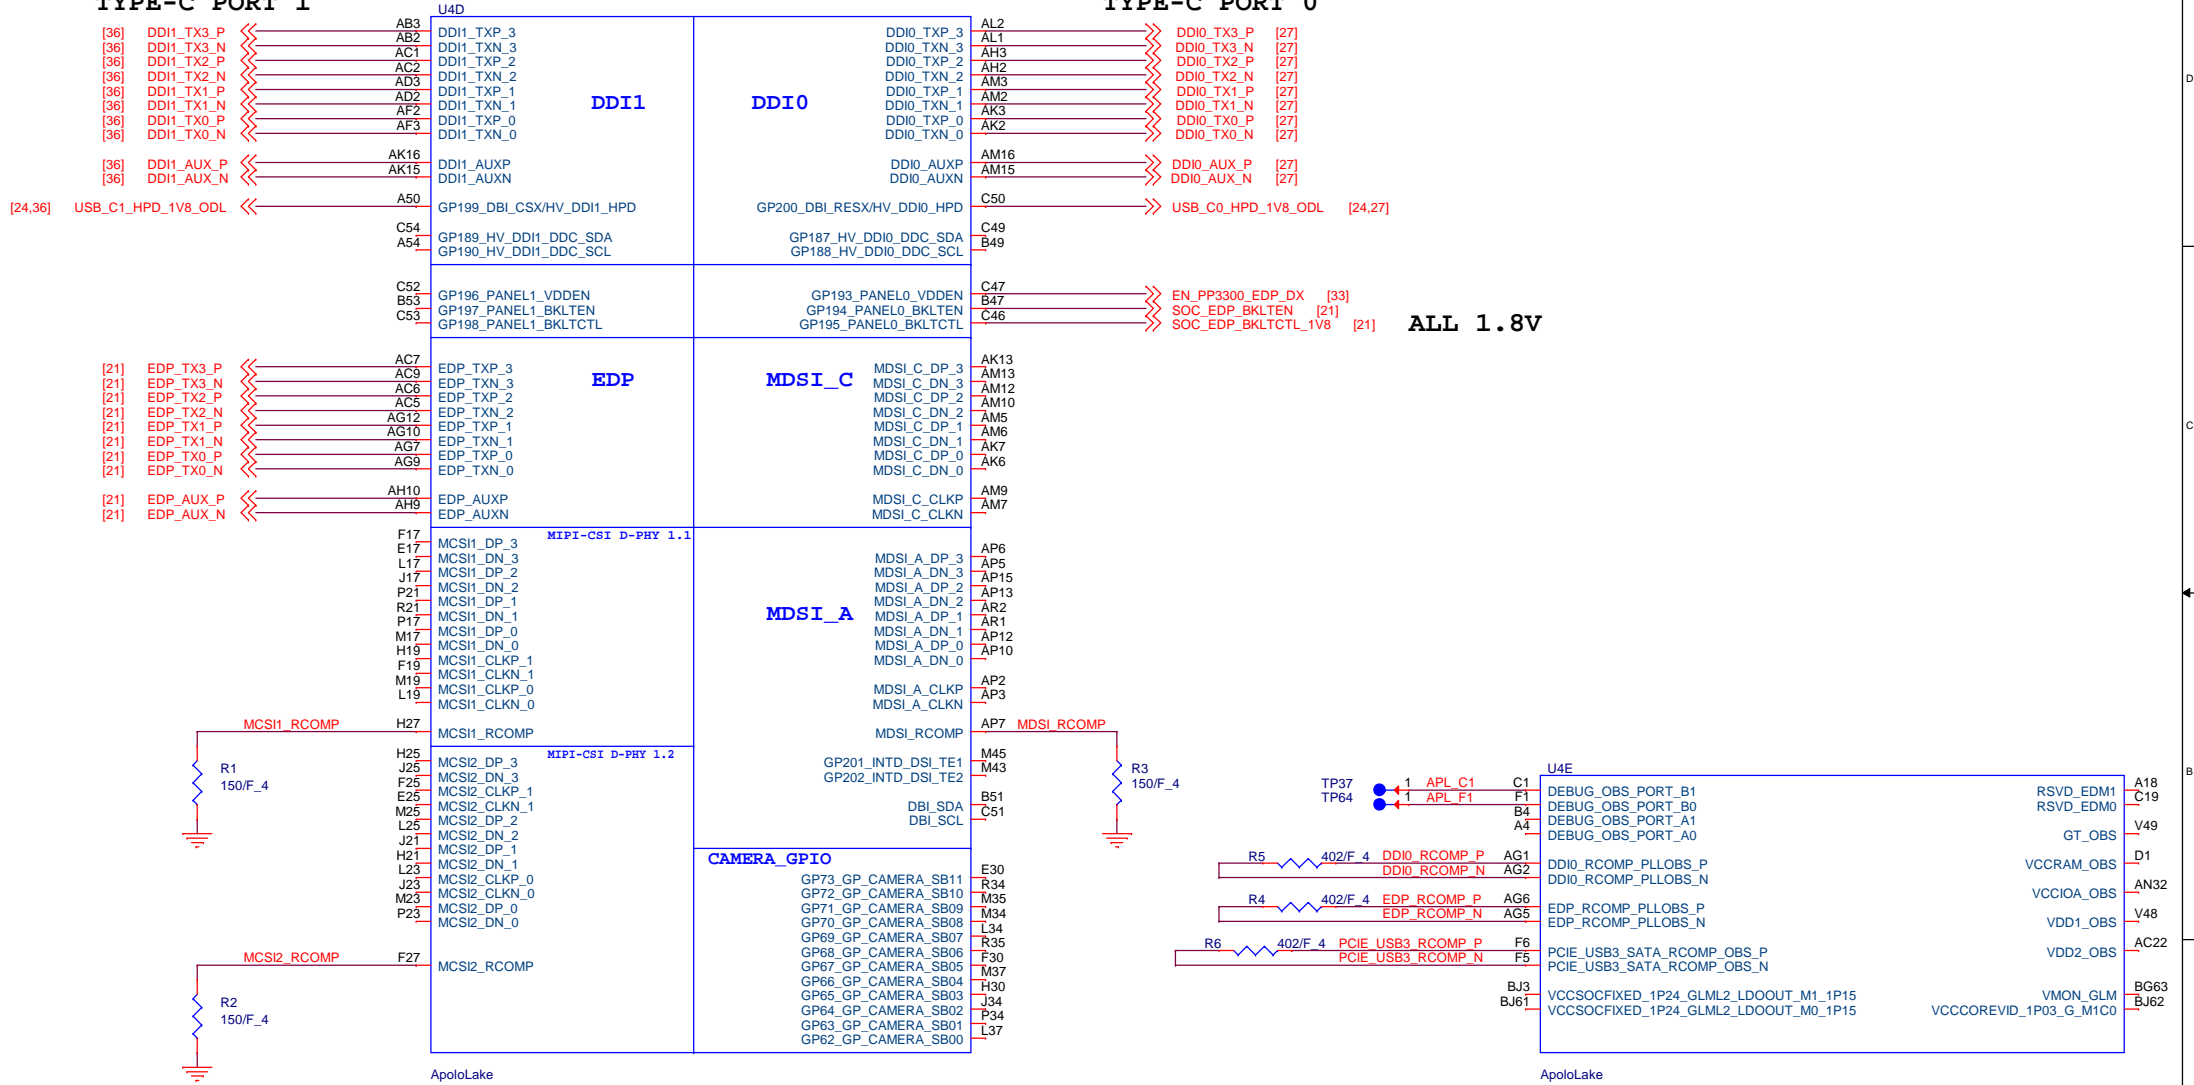 TYPE-C PORT 1
TYPE-C PORT 0
U4D
[36] DDI1_TX3_P AB3 DDI1_TXP_3 DDI0_TXP_3 AL2 DDI0_TX3_P [27]
[36] DDI1_TX3_N AB2 DDI1_TXN_3 DDI0_TXN_3 AL1 DDI0_TX3_N [27]
[36] DDI1_TX2_P AC1 DDI1_TXP_2 DDI0_TXP_2 AH3 DDI0_TX2_P [27]
[36] DDI1_TX2_N AC2 DDI1_TXN_2 DDI0_TXN_2 AH2 DDI0_TX2_N [27]
[36] DDI1_TX1_P AD3 DDI1_TXP_1 DDI0_TXP_1 AM3 DDI0_TX1_P [27]
[36] DDI1_TX1_N AD2 DDI1_TXN_1 DDI0_TXN_1 AM2 DDI0_TX1_N [27]
DDI1 DDI0
[36] DDI1_TX0_P AF2 DDI1_TXP_0 DDI0_TXP_0 AK3 DDI0_TX0_P [27]
[36] DDI1_TX0_N AF3 DDI1_TXN_0 DDI0_TXN_0 AK2 DDI0_TX0_N [27]
[36] DDI1_AUX_P AK16 DDI1_AUXP DDI0_AUXP AM16 DDI0_AUX_P [27]
[36] DDI1_AUX_N AK15 DDI1_AUXN DDI0_AUXN AM15 DDI0_AUX_N [27]
[24,36] USB_C1_HPD_1V8_ODL A50 GP199_DBI_CSX/HV_DDI1_HPD GP200_DBI_RESX/HV_DDI0_HPD C50 USB_C0_HPD_1V8_ODL [24,27]
C54 GP189_HV_DDI1_DDC_SDA GP187_HV_DDI0_DDC_SDA C49
A54 GP190_HV_DDI1_DDC_SCL GP188_HV_DDI0_DDC_SCL B49
C52 GP196_PANEL1_VDDEN GP193_PANEL0_VDDEN C47 EN_PP3300_EDP_DX [33]
B53 GP197_PANEL1_BKLTEN GP194_PANEL0_BKLTEN B47 SOC_EDP_BKLTEN [21]
C53 GP198_PANEL1_BKLTCTL GP195_PANEL0_BKLTCTL C46 SOC_EDP_BKLTCTL_1V8 [21] ALL 1.8V
[21] EDP_TX3_P AC7 EDP_TXP_3 MDSI_C_DP_3 AK13
[21] EDP_TX3_N AC9 EDP_TXN_3 EDP MDSI_C MDSI_C_DN_3 AM13
[21] EDP_TX2_P AC6 EDP_TXP_2 MDSI_C_DP_2 AM12
[21] EDP_TX2_N AC5 EDP_TXN_2 MDSI_C_DN_2 AM10
[21] EDP_TX1_P AG12 EDP_TXP_1 MDSI_C_DP_1 AM5
[21] EDP_TX1_N AG10 EDP_TXN_1 MDSI_C_DN_1 AM6
[21] EDP_TX0_P AG7 EDP_TXP_0 MDSI_C_DP_0 AK7
[21] EDP_TX0_N AG9 EDP_TXN_0 MDSI_C_DN_0 AK6
[21] EDP_AUX_P AH10 EDP_AUXP MDSI_C_CLKP AM9
[21] EDP_AUX_N AH9 EDP_AUXN MDSI_C_CLKN AM7
MIPI-CSI D-PHY 1.1
F17 MCSI1_DP_3
E17 MCSI1_DN_3 MDSI_A_DP_3 AP6
L17 MCSI1_DP_2 MDSI_A_DN_3 AP5
J17 MCSI1_DN_2 MDSI_A_DP_2 AP15
P21 MCSI1_DP_1 MDSI_A_DN_2 AP13
R21 MCSI1_DN_1 MDSI_A MDSI_A_DP_1 AR2
P17 MCSI1_DP_0 MDSI_A_DN_1 AR1
M17 MCSI1_DN_0 MDSI_A_DP_0 AP12
H19 MCSI1_CLKP_1 MDSI_A_DN_0 AP10
F19 MCSI1_CLKN_1
M19 MCSI1_CLKP_0 MDSI_A_CLKP AP2
L19 MCSI1_CLKN_0 MDSI_A_CLKN AP3
MCSI1_RCOMP H27 MCSI1_RCOMP MDSI_RCOMP AP7 MDSI_RCOMP
MIPI-CSI D-PHY 1.2
H25 MCSI2_DP_3 GP201_INTD_DSI_TE1 M45
J25 MCSI2_DN_3 GP202_INTD_DSI_TE2 M43
F25 MCSI2_CLKP_1
E25 MCSI2_CLKN_1 DBI_SDA B51
M25 MCSI2_DP_2 DBI_SCL C51
L25 MCSI2_DN_2
J21 MCSI2_DP_1
H21 MCSI2_DN_1
L23 MCSI2_CLKP_0
J23 MCSI2_CLKN_0
M23 MCSI2_DP_0
P23 MCSI2_DN_0
R1
150/F_4
R3
150/F_4
CAMERA_GPIO
GP73_GP_CAMERA_SB11 E30
GP72_GP_CAMERA_SB10 R34
GP71_GP_CAMERA_SB09 M35
GP70_GP_CAMERA_SB08 M34
GP69_GP_CAMERA_SB07 L34
GP68_GP_CAMERA_SB06 R35
GP67_GP_CAMERA_SB05 F30
GP66_GP_CAMERA_SB04 M37
GP65_GP_CAMERA_SB03 H30
GP64_GP_CAMERA_SB02 J34
GP63_GP_CAMERA_SB01 P34
GP62_GP_CAMERA_SB00 L37
MCSI2_RCOMP F27 MCSI2_RCOMP
R2
150/F_4
ApoloLake
U4E
TP37 1 APL_C1 C1 DEBUG_OBS_PORT_B1 RSVD_EDM1 A18
TP64 1 APL_F1 F1 DEBUG_OBS_PORT_B0 RSVD_EDM0 C19
B4 DEBUG_OBS_PORT_A1
A4 DEBUG_OBS_PORT_A0 GT_OBS V49
R5 402/F_4 DDI0_RCOMP_P AG1 DDI0_RCOMP_PLLOBS_P VCCRAM_OBS D1
DDI0_RCOMP_N AG2 DDI0_RCOMP_PLLOBS_N
VCCIOA_OBS AN32
R4 402/F_4 EDP_RCOMP_P AG6 EDP_RCOMP_PLLOBS_P
EDP_RCOMP_N AG5 EDP_RCOMP_PLLOBS_N VDD1_OBS V48
R6 402/F_4 PCIE_USB3_RCOMP_P F6 PCIE_USB3_SATA_RCOMP_OBS_P VDD2_OBS AC22
PCIE_USB3_RCOMP_N F5 PCIE_USB3_SATA_RCOMP_OBS_N
BJ3 VCCSOCFIXED_1P24_GLML2_LDOOUT_M1_1P15 VMON_GLM BG63
BJ61 VCCSOCFIXED_1P24_GLML2_LDOOUT_M0_1P15 VCCCOREVID_1P03_G_M1C0 BJ62
ApoloLake
D
C
B